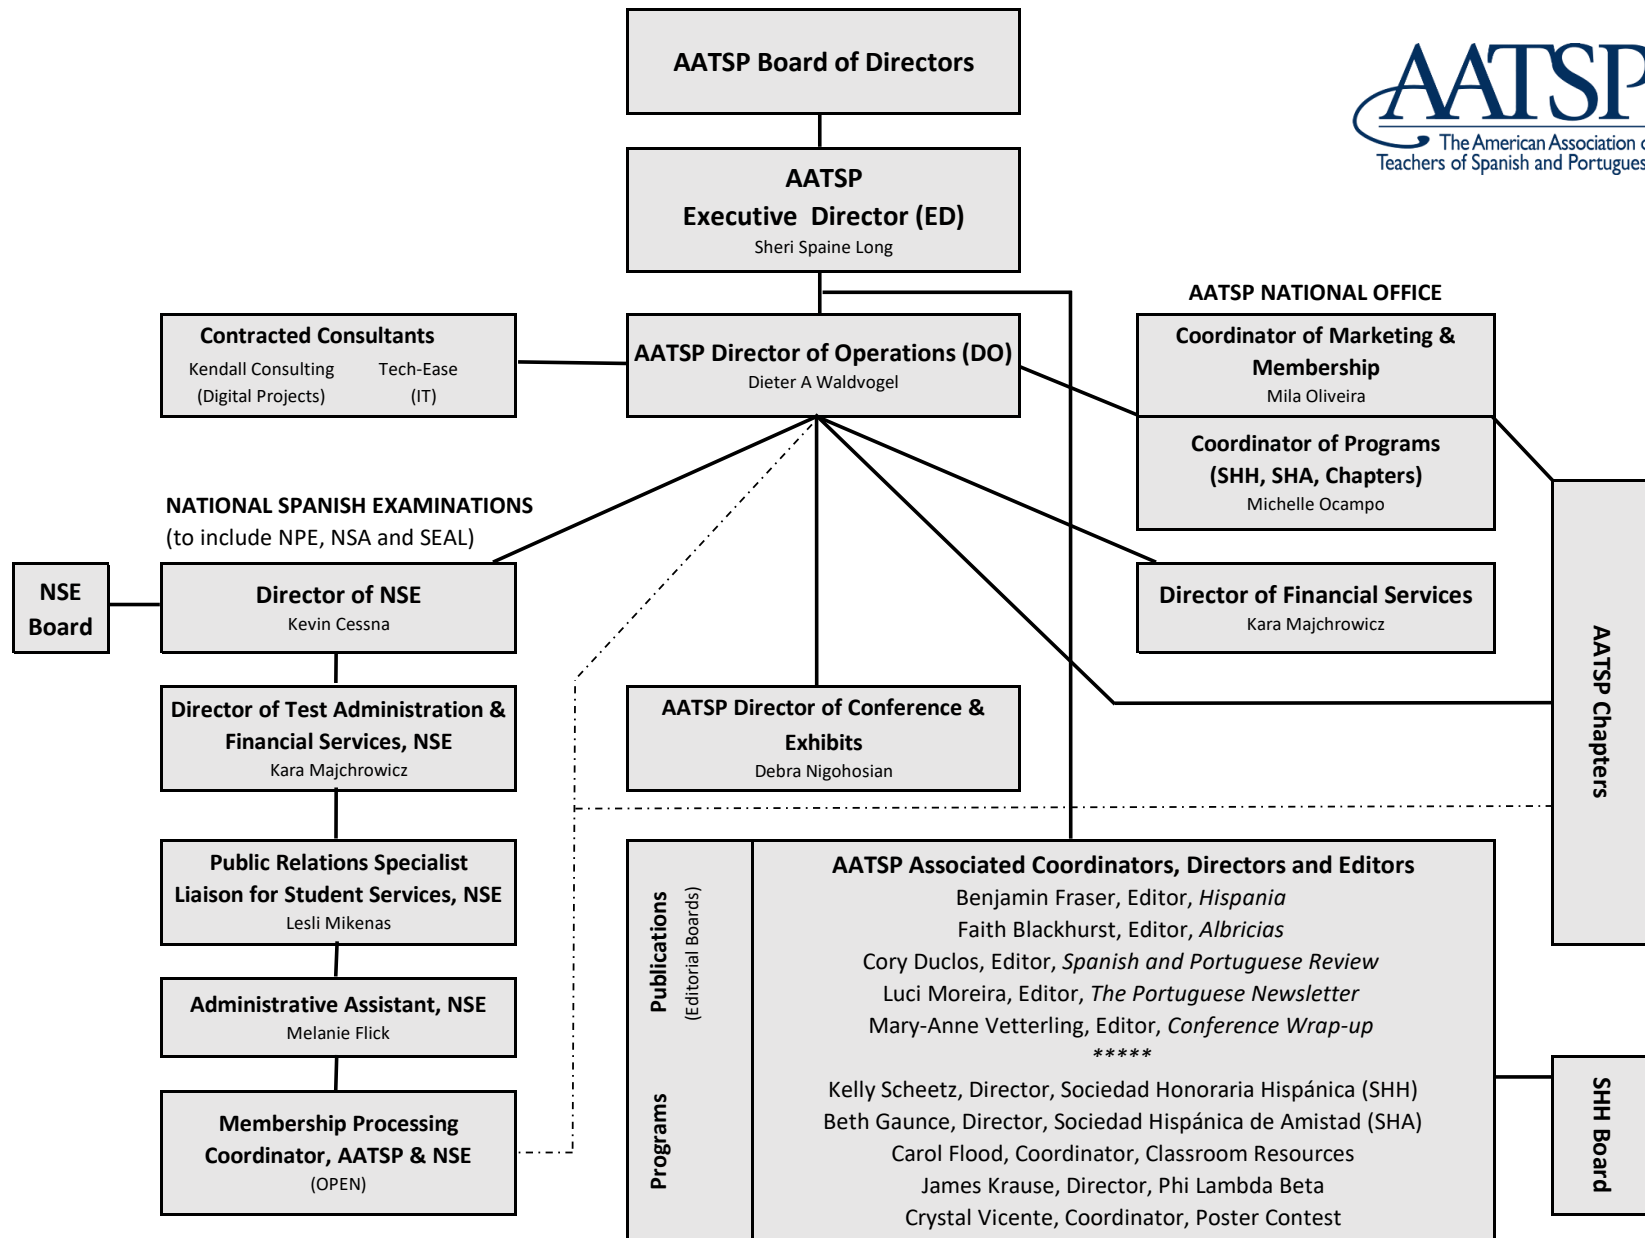 AATSP Board of Directors
AATSP
The American Association
Teachers of Spanish and
AATSP
Executive  Director (ED)
Sheri Spaine Long
AATSP NATIONAL OFFICE
Contracted Consultants
Kendall Consulting
(Digital Projects)
Tech-Ease
(IT)
AATSP Director of Operations (DO)
Dieter A Waldvogel
Coordinator of Marketing &
Membership
Mila Oliveira
Coordinator of Programs
(SHH, SHA, Chapters)
Michelle Ocampo
NATIONAL SPANISH EXAMINATIONS
(to include NPE, NSA and SEAL)
NSE
Board
Director of NSE
Kevin Cessna
Director of Financial Services
Kara Majchrowicz
AATSP Chapters
Director of Test Administration &
Financial Services, NSE
Kara Majchrowicz
AATSP Director of Conference &
Exhibits
Debra Nigohosian
Public Relations Specialist
Liaison for Student Services, NSE
Lesli Mikenas
Administrative Assistant, NSE
Melanie Flick
Membership Processing
Coordinator, AATSP & NSE
(OPEN)
Publications
(Editorial Boards)
Programs
AATSP Associated Coordinators, Directors and Editors
Benjamin Fraser, Editor, Hispania
Faith Blackhurst, Editor, Albricias
Cory Duclos, Editor, Spanish and Portuguese Review
Luci Moreira, Editor, The Portuguese Newsletter
Mary-Anne Vetterling, Editor, Conference Wrap-up
*****
Kelly Scheetz, Director, Sociedad Honoraria Hispánica (SHH)
Beth Gaunce, Director, Sociedad Hispánica de Amistad (SHA)
Carol Flood, Coordinator, Classroom Resources
James Krause, Director, Phi Lambda Beta
Crystal Vicente, Coordinator, Poster Contest
SHH Board